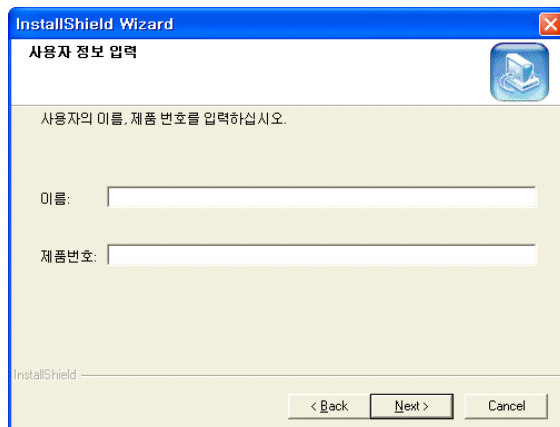 InstallShield Wizard
사용자 정보 입력
사용자의 이름, 제품 번호를 입력하십시오.
이름:
제품번호:
InstallShield
< Back
Next >
Cancel